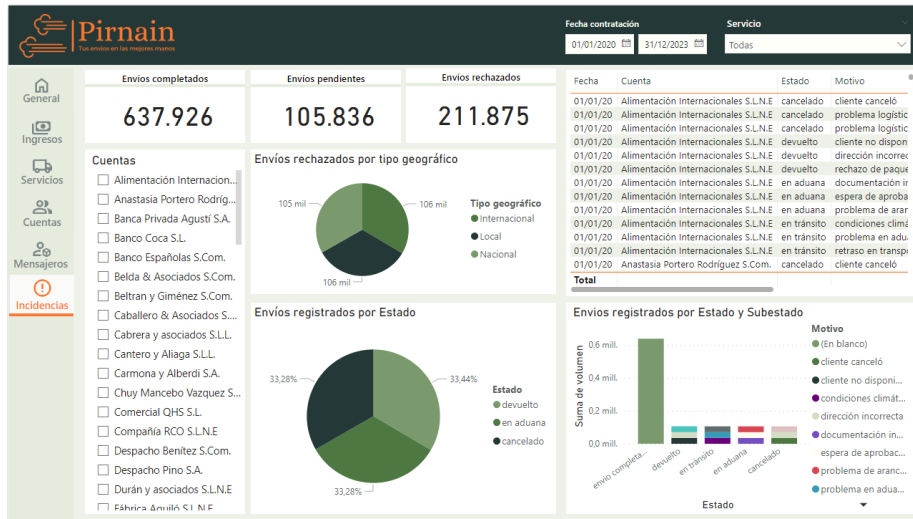 Pirnain
Tus envios en las mejores manos
Fecha contratación
01/01/2020
31/12/2023
Servicio
Todas
General
Ingresos
Servicios
Cuentas
Mensajeros
Incidencias
Envíos completados
637.926
Envíos pendientes
105.836
Envíos rechazados
211.875
Fecha Cuenta Estado Motivo
01/01/20 Alimentación Internacionales S.L.N.E cancelado cliente canceló
01/01/20 Alimentación Internacionales S.L.N.E cancelado problema logístic
01/01/20 Alimentación Internacionales S.L.N.E cancelado problema logístic
01/01/20 Alimentación Internacionales S.L.N.E devuelto cliente no dispon
01/01/20 Alimentación Internacionales S.L.N.E devuelto dirección incorrec
01/01/20 Alimentación Internacionales S.L.N.E devuelto rechazo de paque
01/01/20 Alimentación Internacionales S.L.N.E en aduana documentación in
01/01/20 Alimentación Internacionales S.L.N.E en aduana espera de aproba
01/01/20 Alimentación Internacionales S.L.N.E en aduana problema de aran
01/01/20 Alimentación Internacionales S.L.N.E en tránsito condiciones climá
01/01/20 Alimentación Internacionales S.L.N.E en tránsito problema en adua
01/01/20 Alimentación Internacionales S.L.N.E en tránsito retraso en transpo
01/01/20 Anastasia Portero Rodríguez S.Com. cancelado cliente canceló
Total
Cuentas
Alimentación Internacion...
Anastasia Portero Rodríg...
Banca Privada Agustí S.A.
Banco Coca S.L.
Banco Españolas S.Com.
Belda & Asociados S.Com.
Beltran y Giménez S.Com.
Caballero & Asociados S....
Cabrera y asociados S.L.L.
Cantero y Aliaga S.L.L.
Carmona y Alberdi S.A.
Chuy Mancebo Vazquez S...
Comercial QHS S.L.
Compañía RCO S.L.N.E
Despacho Benítez S.Com.
Despacho Pino S.A.
Durán y asociados S.L.N.E
Fábrica Aguiló S.L.N.E
Envíos rechazados por tipo geográfico
105 mil
106 mil
106 mil
Tipo geográfico
Internacional
Local
Nacional
Envíos registrados por Estado
33,28%
33,44%
33,28%
Estado
devuelto
en aduana
cancelado
Envios registrados por Estado y Subestado
Suma de volumen
0,6 mill.
0,4 mill.
0,2 mill.
0,0 mill.
envio completa...
devuelto
en tránsito
en aduana
cancelado
Estado
Motivo
(En blanco)
cliente canceló
cliente no disponi...
condiciones climát...
dirección incorrecta
documentación in...
espera de aprobac...
problema de aranc...
problema en adua...